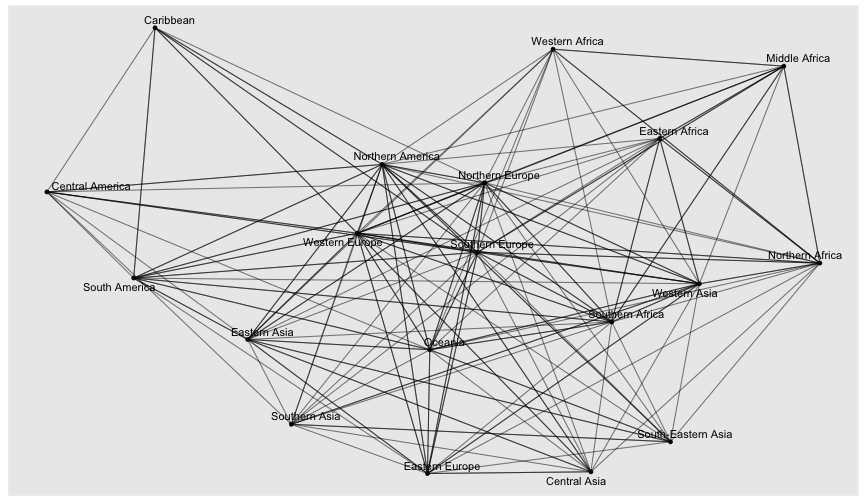 Caribbean
Western Africa
Middle Africa
Eastern Africa
Northern America
Northern Europe
Central America
Western Europe
Southern Europe
Northern Africa
South America
Western Asia
Southern Africa
Eastern Asia
Oceania
Southern Asia
South-Eastern Asia
Eastern Europe
Central Asia